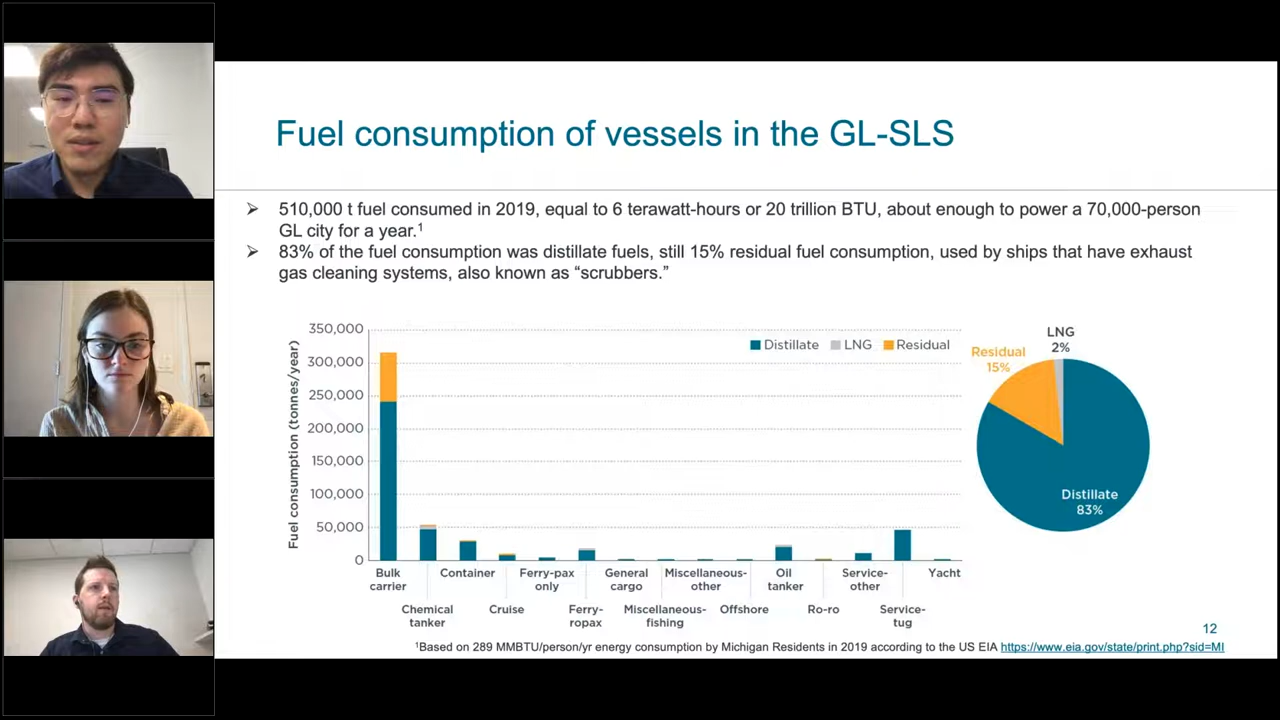 Fuel consumption of vessels in the GL-SLS
➢ 510,000 t fuel consumed in 2019, equal to 6 terawatt-hours or 20 trillion BTU, about enough to power a 70,000-person
GL city for a year.¹
➢ 83% of the fuel consumption was distillate fuels, still 15% residual fuel consumption, used by ships that have exhaust
gas cleaning systems, also known as “scrubbers.”
Fuel consumption (tonnes/year)
350,000
300,000
250,000
200,000
150,000
100,000
50,000
0
Distillate LNG Residual
Bulk
carrier
Chemical
tanker
Container
Cruise
Ferry-pax
only
Ferry-
ropax
General
cargo
Miscellaneous-
fishing
Miscellaneous-
other
Offshore
Oil
tanker
Ro-ro
Service-
other
Service-
tug
Yacht
LNG
2%
Residual
15%
Distillate
83%
12
¹Based on 289 MMBTU/person/yr energy consumption by Michigan Residents in 2019 according to the US EIA https://www.eia.gov/state/print.php?sid=MI